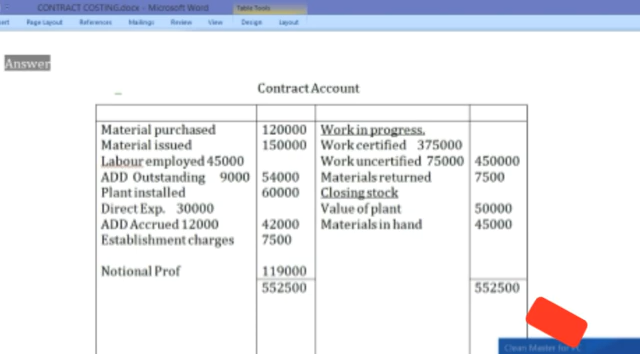 CONTRACT COSTING.docx - Microsoft Word
Table Tools
Page Layout References Mailings Review View Design Layout
Answer
Contract Account
Material purchased 120000 Work in progress.
Material issued 150000 Work certified 375000
Labour employed 45000 Work uncertified 75000 450000
ADD Outstanding 9000 54000 Materials returned 7500
Plant installed 60000 Closing stock
Direct Exp. 30000 Value of plant 50000
ADD Accrued 12000 42000 Materials in hand 45000
Establishment charges 7500
Notional Prof 119000
552500 552500
Clean Master for